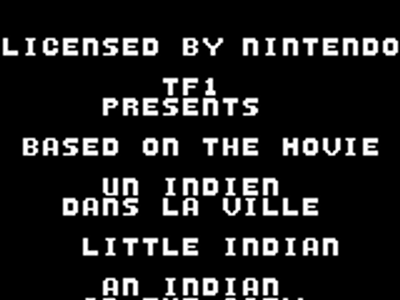 LICENSED BY NINTENDO
TF1
PRESENTS
BASED ON THE MOVIE
UN INDIEN
DANS LA VILLE
LITTLE INDIAN
AN INDIAN